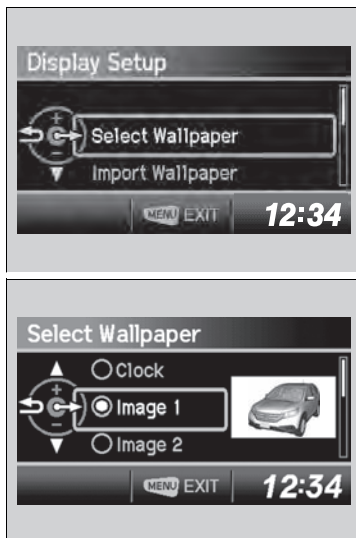 Display Setup
+
Select Wallpaper
−
Import Wallpaper
MENU EXIT
12:34
Select Wallpaper
Clock
+
Image 1
−
Image 2
MENU EXIT
12:34